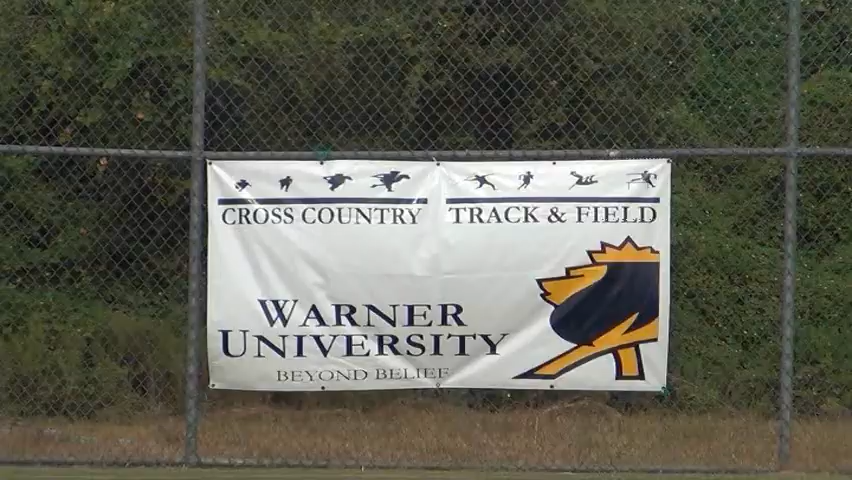 CROSS COUNTRY TRACK & FIELD
WARNER
UNIVERSITY
BEYOND BELIEF